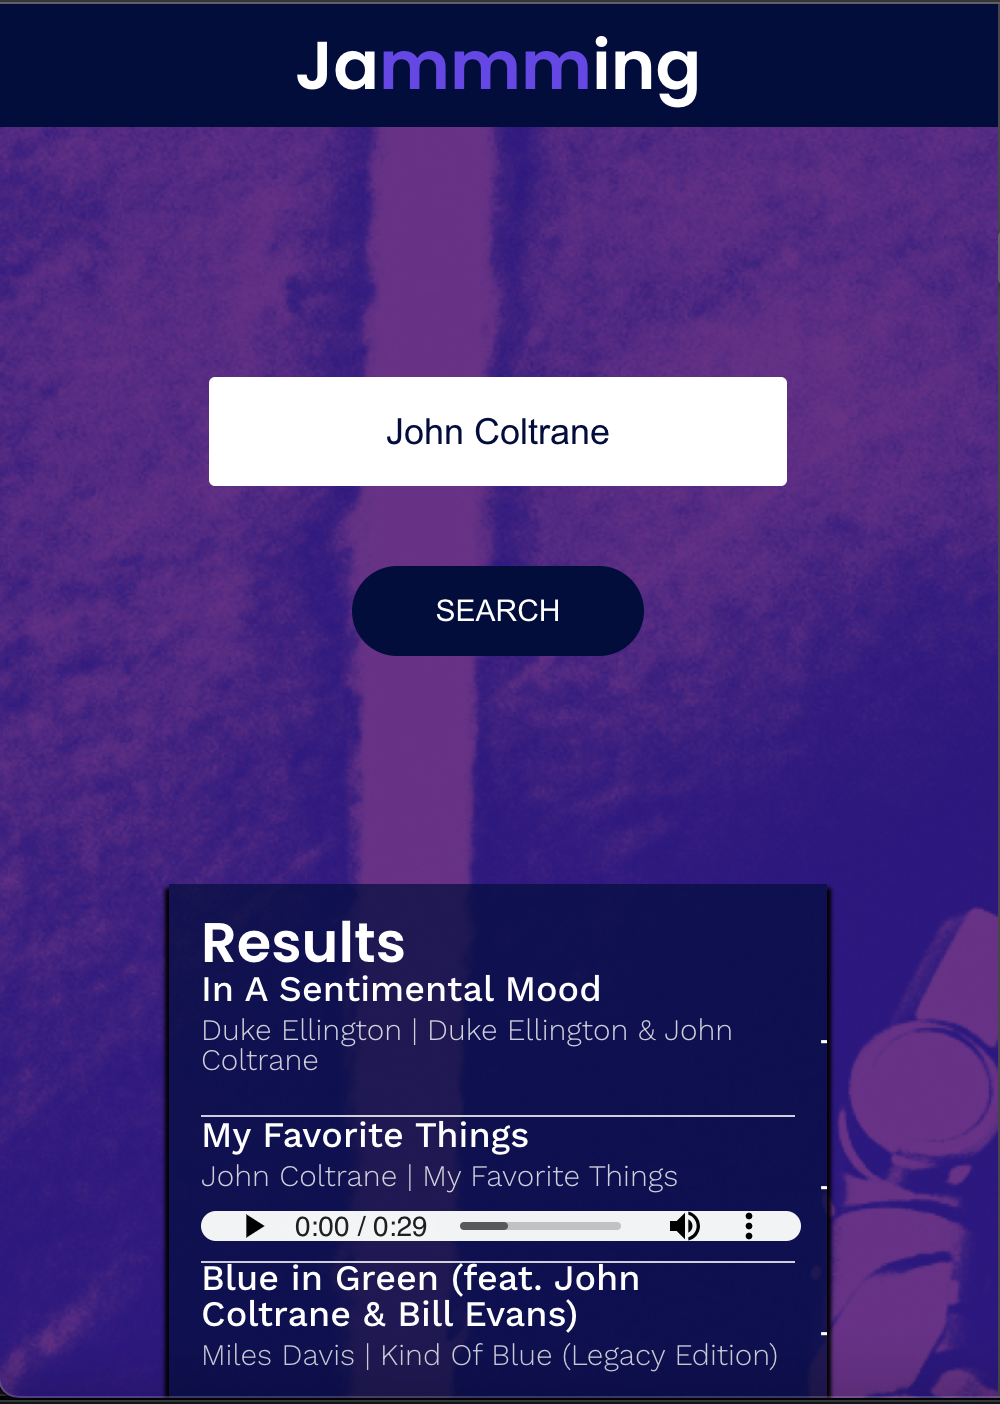 Jammming
John Coltrane
SEARCH
Results
In A Sentimental Mood
Duke Ellington | Duke Ellington & John
Coltrane
My Favorite Things
John Coltrane | My Favorite Things
0:00 / 0:29
Blue in Green (feat. John
Coltrane & Bill Evans)
Miles Davis | Kind Of Blue (Legacy Edition)